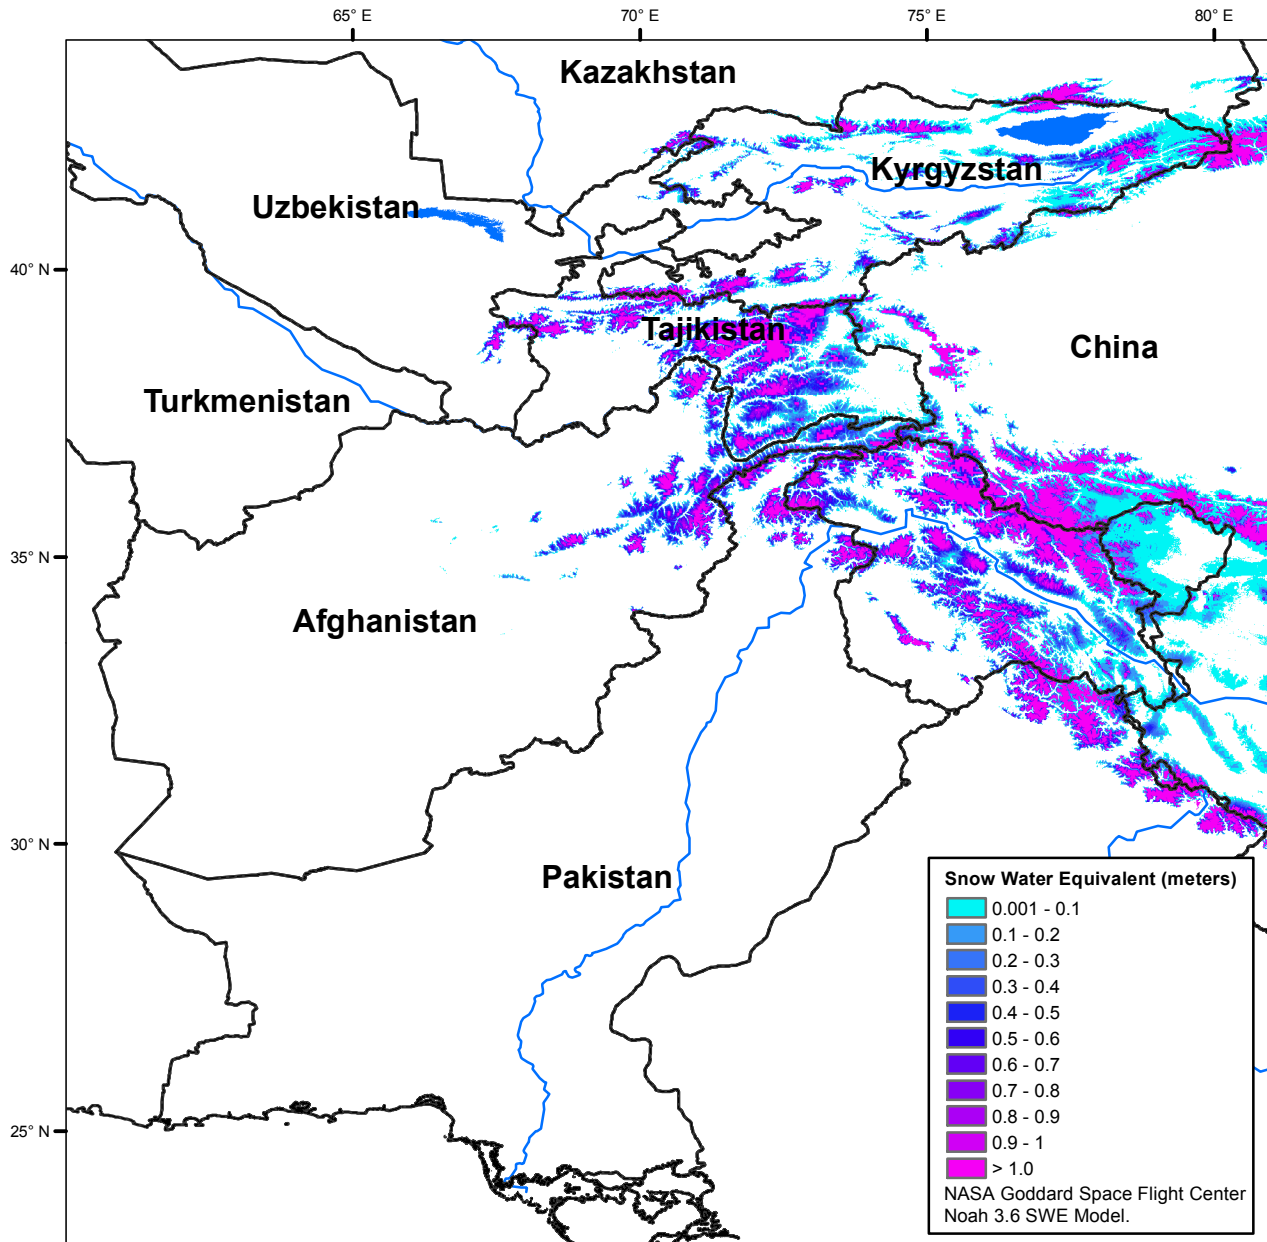 65° E
70° E
75° E
80° E
Kazakhstan
Kyrgyzstan
Uzbekistan
40° N
Tajikistan
China
Turkmenistan
35° N
Afghanistan
30° N
Pakistan
25° N
Snow Water Equivalent (meters)
0.001 - 0.1
0.1 - 0.2
0.2 - 0.3
0.3 - 0.4
0.4 - 0.5
0.5 - 0.6
0.6 - 0.7
0.7 - 0.8
0.8 - 0.9
0.9 - 1
> 1.0
NASA Goddard Space Flight Center
Noah 3.6 SWE Model.